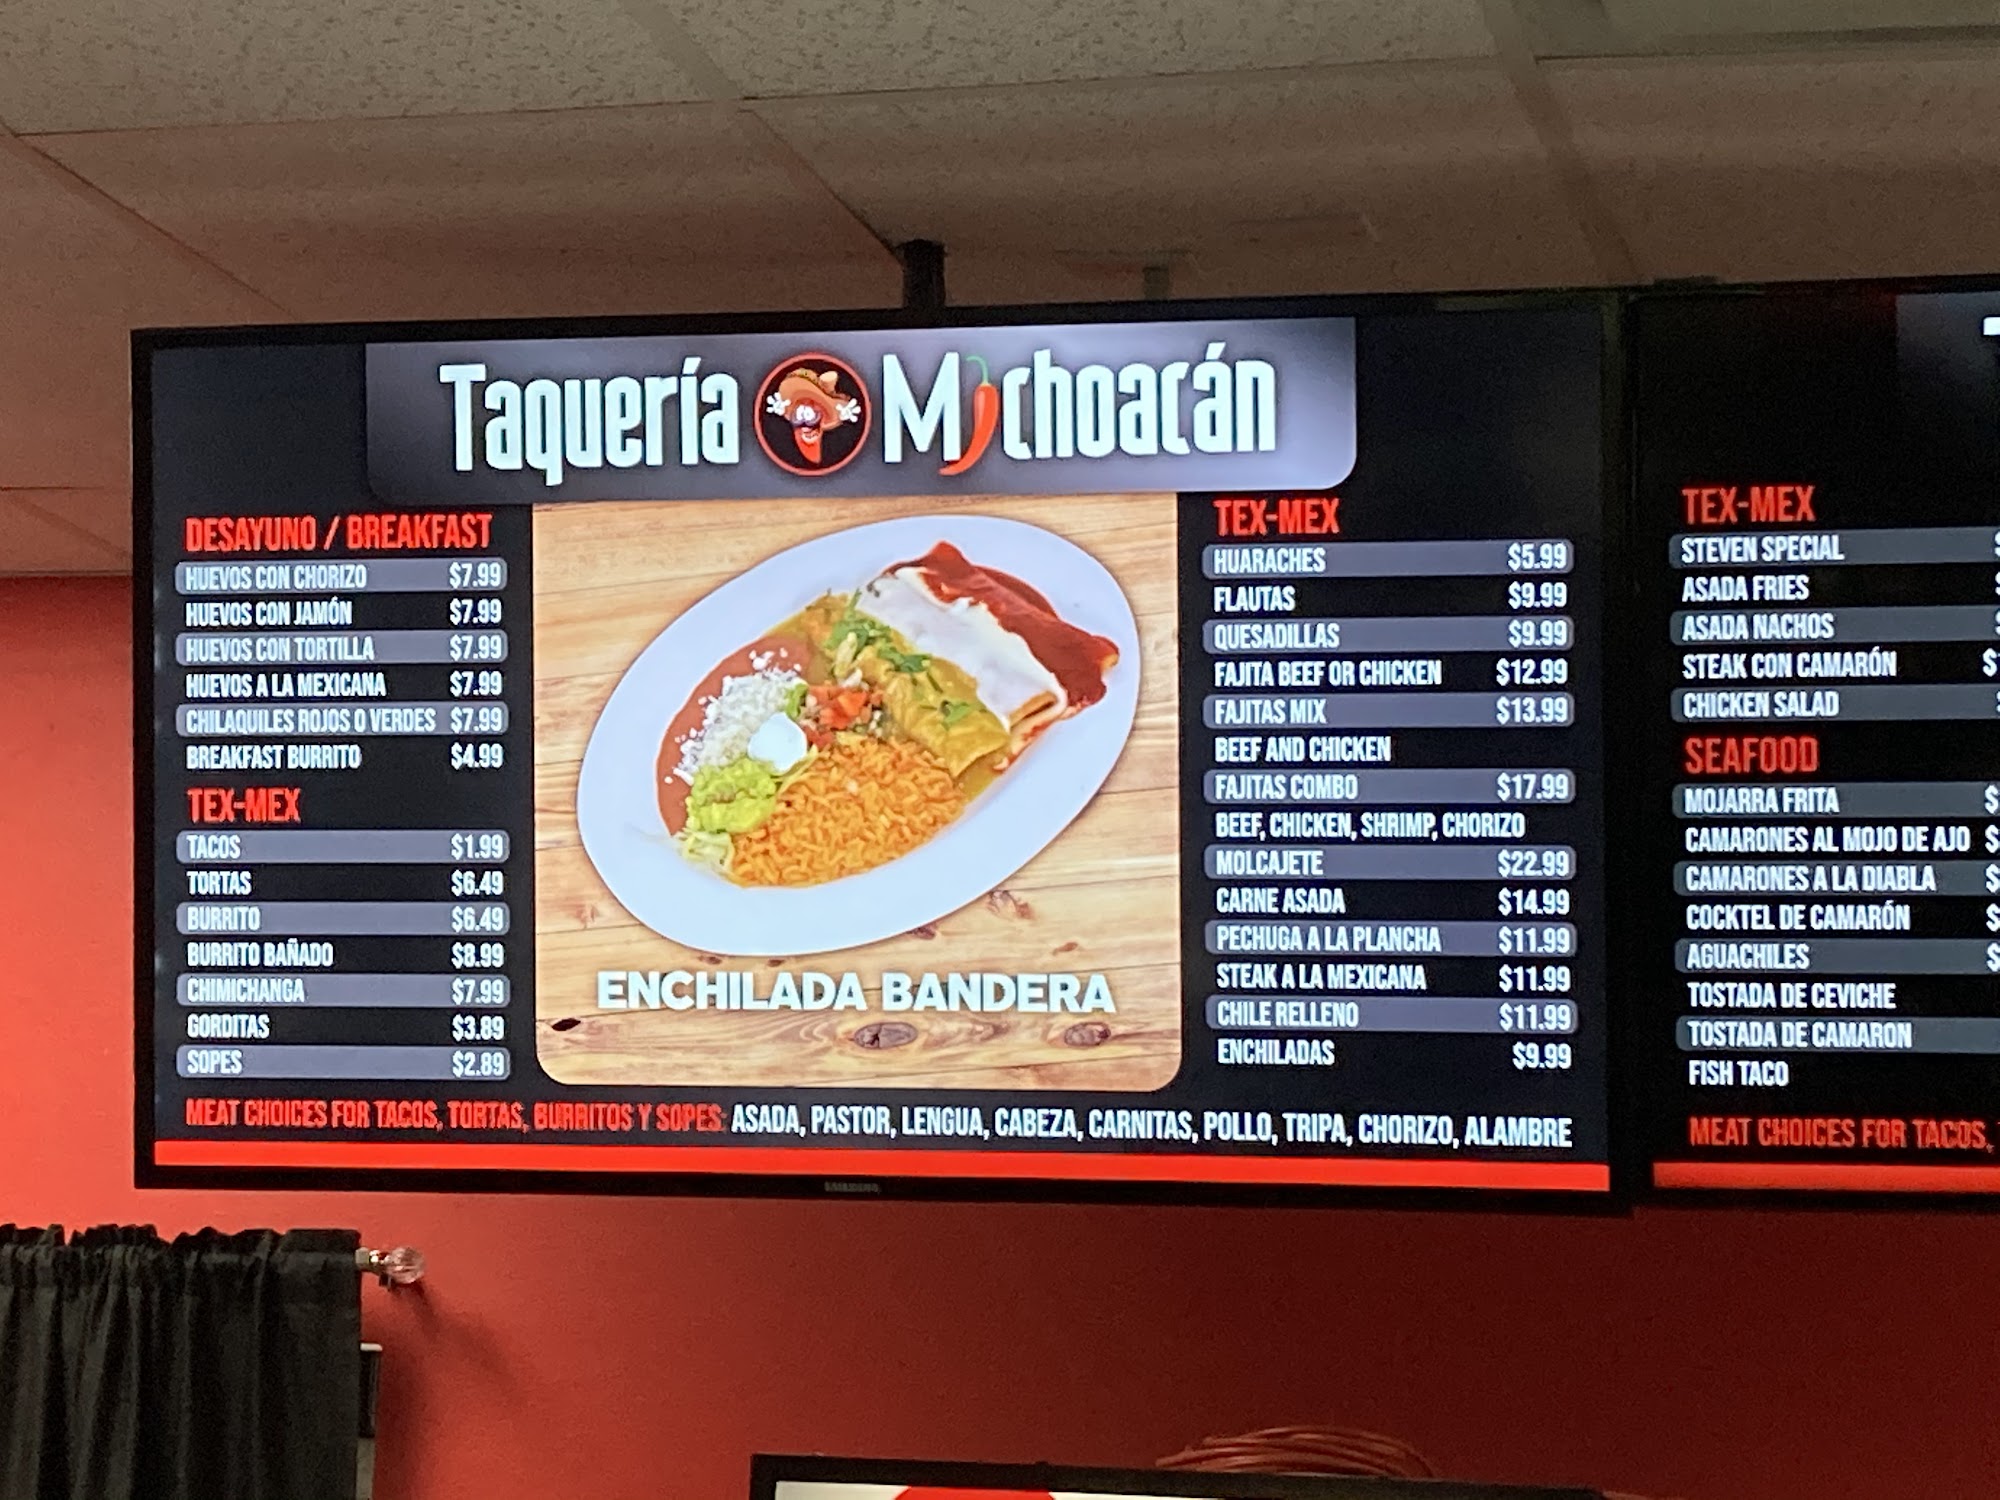 Taquería Michoacán
DESAYUNO / BREAKFAST
HUEVOS CON CHORIZO $7.99
HUEVOS CON JAMÓN $7.99
HUEVOS CON TORTILLA $7.99
HUEVOS A LA MEXICANA $7.99
CHILAQUILES ROJOS O VERDES $7.99
BREAKFAST BURRITO $4.99
TEX-MEX
TACOS $1.99
TORTAS $6.49
BURRITO $6.49
BURRITO BAÑADO $8.99
CHIMICHANGA $7.99
GORDITAS $3.89
SOPES $2.89
ENCHILADA BANDERA
TEX-MEX
HUARACHES $5.99
FLAUTAS $9.99
QUESADILLAS $9.99
FAJITA BEEF OR CHICKEN $12.99
FAJITAS MIX $13.99
BEEF AND CHICKEN
FAJITAS COMBO $17.99
BEEF, CHICKEN, SHRIMP, CHORIZO
MOLCAJETE $22.99
CARNE ASADA $14.99
PECHUGA A LA PLANCHA $11.99
STEAK A LA MEXICANA $11.99
CHILE RELLENO $11.99
ENCHILADAS $9.99
MEAT CHOICES FOR TACOS, TORTAS, BURRITOS Y SOPES: ASADA, PASTOR, LENGUA, CABEZA, CARNITAS, POLLO, TRIPA, CHORIZO, ALAMBRE
SAMSUNG
TEX-MEX
STEVEN SPECIAL
ASADA FRIES
ASADA NACHOS
STEAK CON CAMARÓN
CHICKEN SALAD
SEAFOOD
MOJARRA FRITA
CAMARONES AL MOJO DE AJO
CAMARONES A LA DIABLA
COCKTEL DE CAMARÓN
AGUACHILES
TOSTADA DE CEVICHE
TOSTADA DE CAMARON
FISH TACO
MEAT CHOICES FOR TACOS,